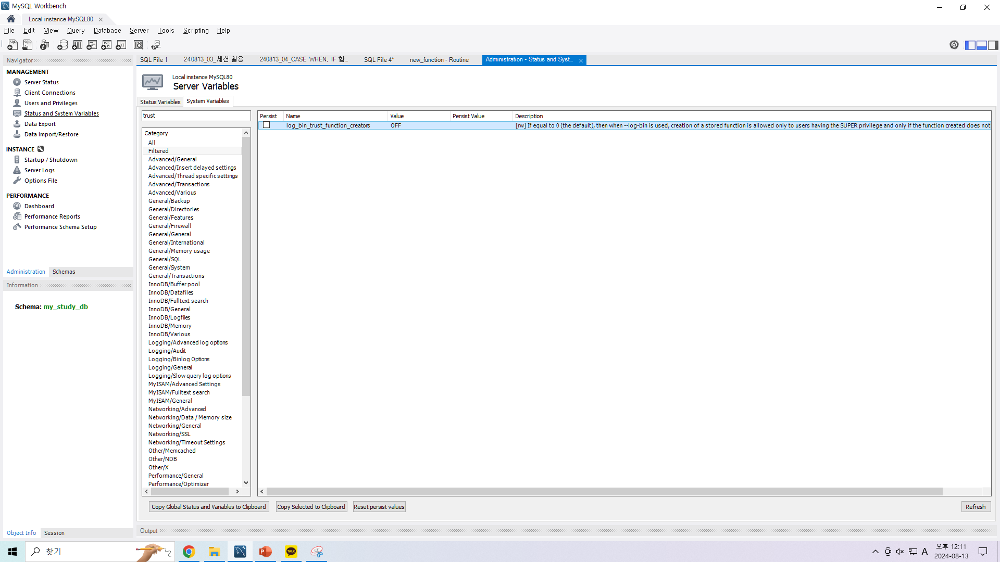 MySQL Workbench
Local instance MySQL80
File Edit View Query Database Server Tools Scripting Help
Navigator
MANAGEMENT
Server Status
Client Connections
Users and Privileges
Status and System Variables
Data Export
Data Import/Restore
INSTANCE
Startup / Shutdown
Server Logs
Options File
PERFORMANCE
Dashboard
Performance Reports
Performance Schema Setup
Administration Schemas
Information
Schema: my_study_db
Object Info Session
SQL File 1 240813_03_세션 활용 240813_04_CASE WHEN, IF 함... SQL File 4* new_function - Routine Administration - Status and Syst...
Local instance MySQL80
Server Variables
Status Variables System Variables
trust
Category
All
Filtered
Advanced/General
Advanced/Insert delayed settings
Advanced/Thread specific settings
Advanced/Transactions
Advanced/Various
General/Backup
General/Directories
General/Features
General/Firewall
General/General
General/International
General/Memory usage
General/SQL
General/System
General/Transactions
InnoDB/Buffer pool
InnoDB/Datafiles
InnoDB/Fulltext search
InnoDB/General
InnoDB/Logfiles
InnoDB/Memory
InnoDB/Various
Logging/Advanced log options
Logging/Audit
Logging/Binlog Options
Logging/General
Logging/Slow query log options
MyISAM/Advanced Settings
MyISAM/Fulltext search
MyISAM/General
Networking/Advanced
Networking/Data / Memory size
Networking/General
Networking/SSL
Networking/Timeout Settings
Other/Memcached
Other/NDB
Other/X
Performance/General
Performance/Optimizer
Persist Name Value Persist Value Description
log_bin_trust_function_creators OFF [rw] If equal to 0 (the default), then when --log-bin is used, creation of a stored function is allowed only to users having the SUPER privilege and only if the function created does not
Copy Global Status and Variables to Clipboard Copy Selected to Clipboard Reset persist values Refresh
Output
찾기
TALK
A
오후 12:11
2024-08-13